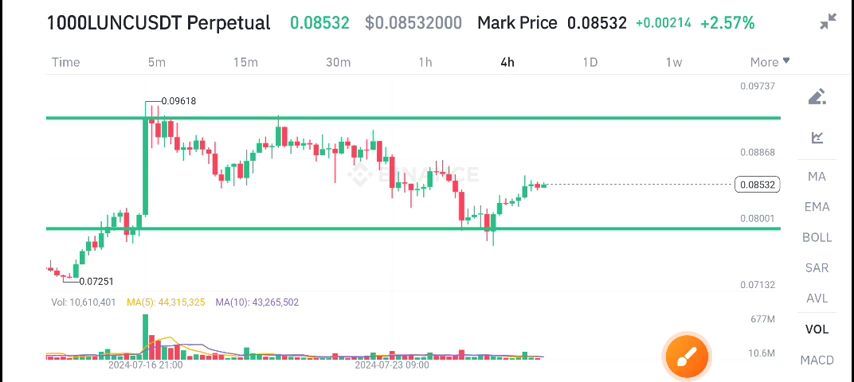 1000LUNCUSDT Perpetual 0.08532 $0.08532000 Mark Price 0.08532 +0.00214 +2.57%
Time 5m 15m 30m 1h 4h 1D 1w More
0.09737
0.09618
0.08868
MA
BINANCE
0.08532
EMA
0.08001
BOLL
SAR
0.07251
0.07132
AVL
Vol: 10,610,401 MA(5): 44,315,325 MA(10): 43,265,502
677M
VOL
10.6M
MACD
2024-07-16 21:00 2024-07-23 09:00